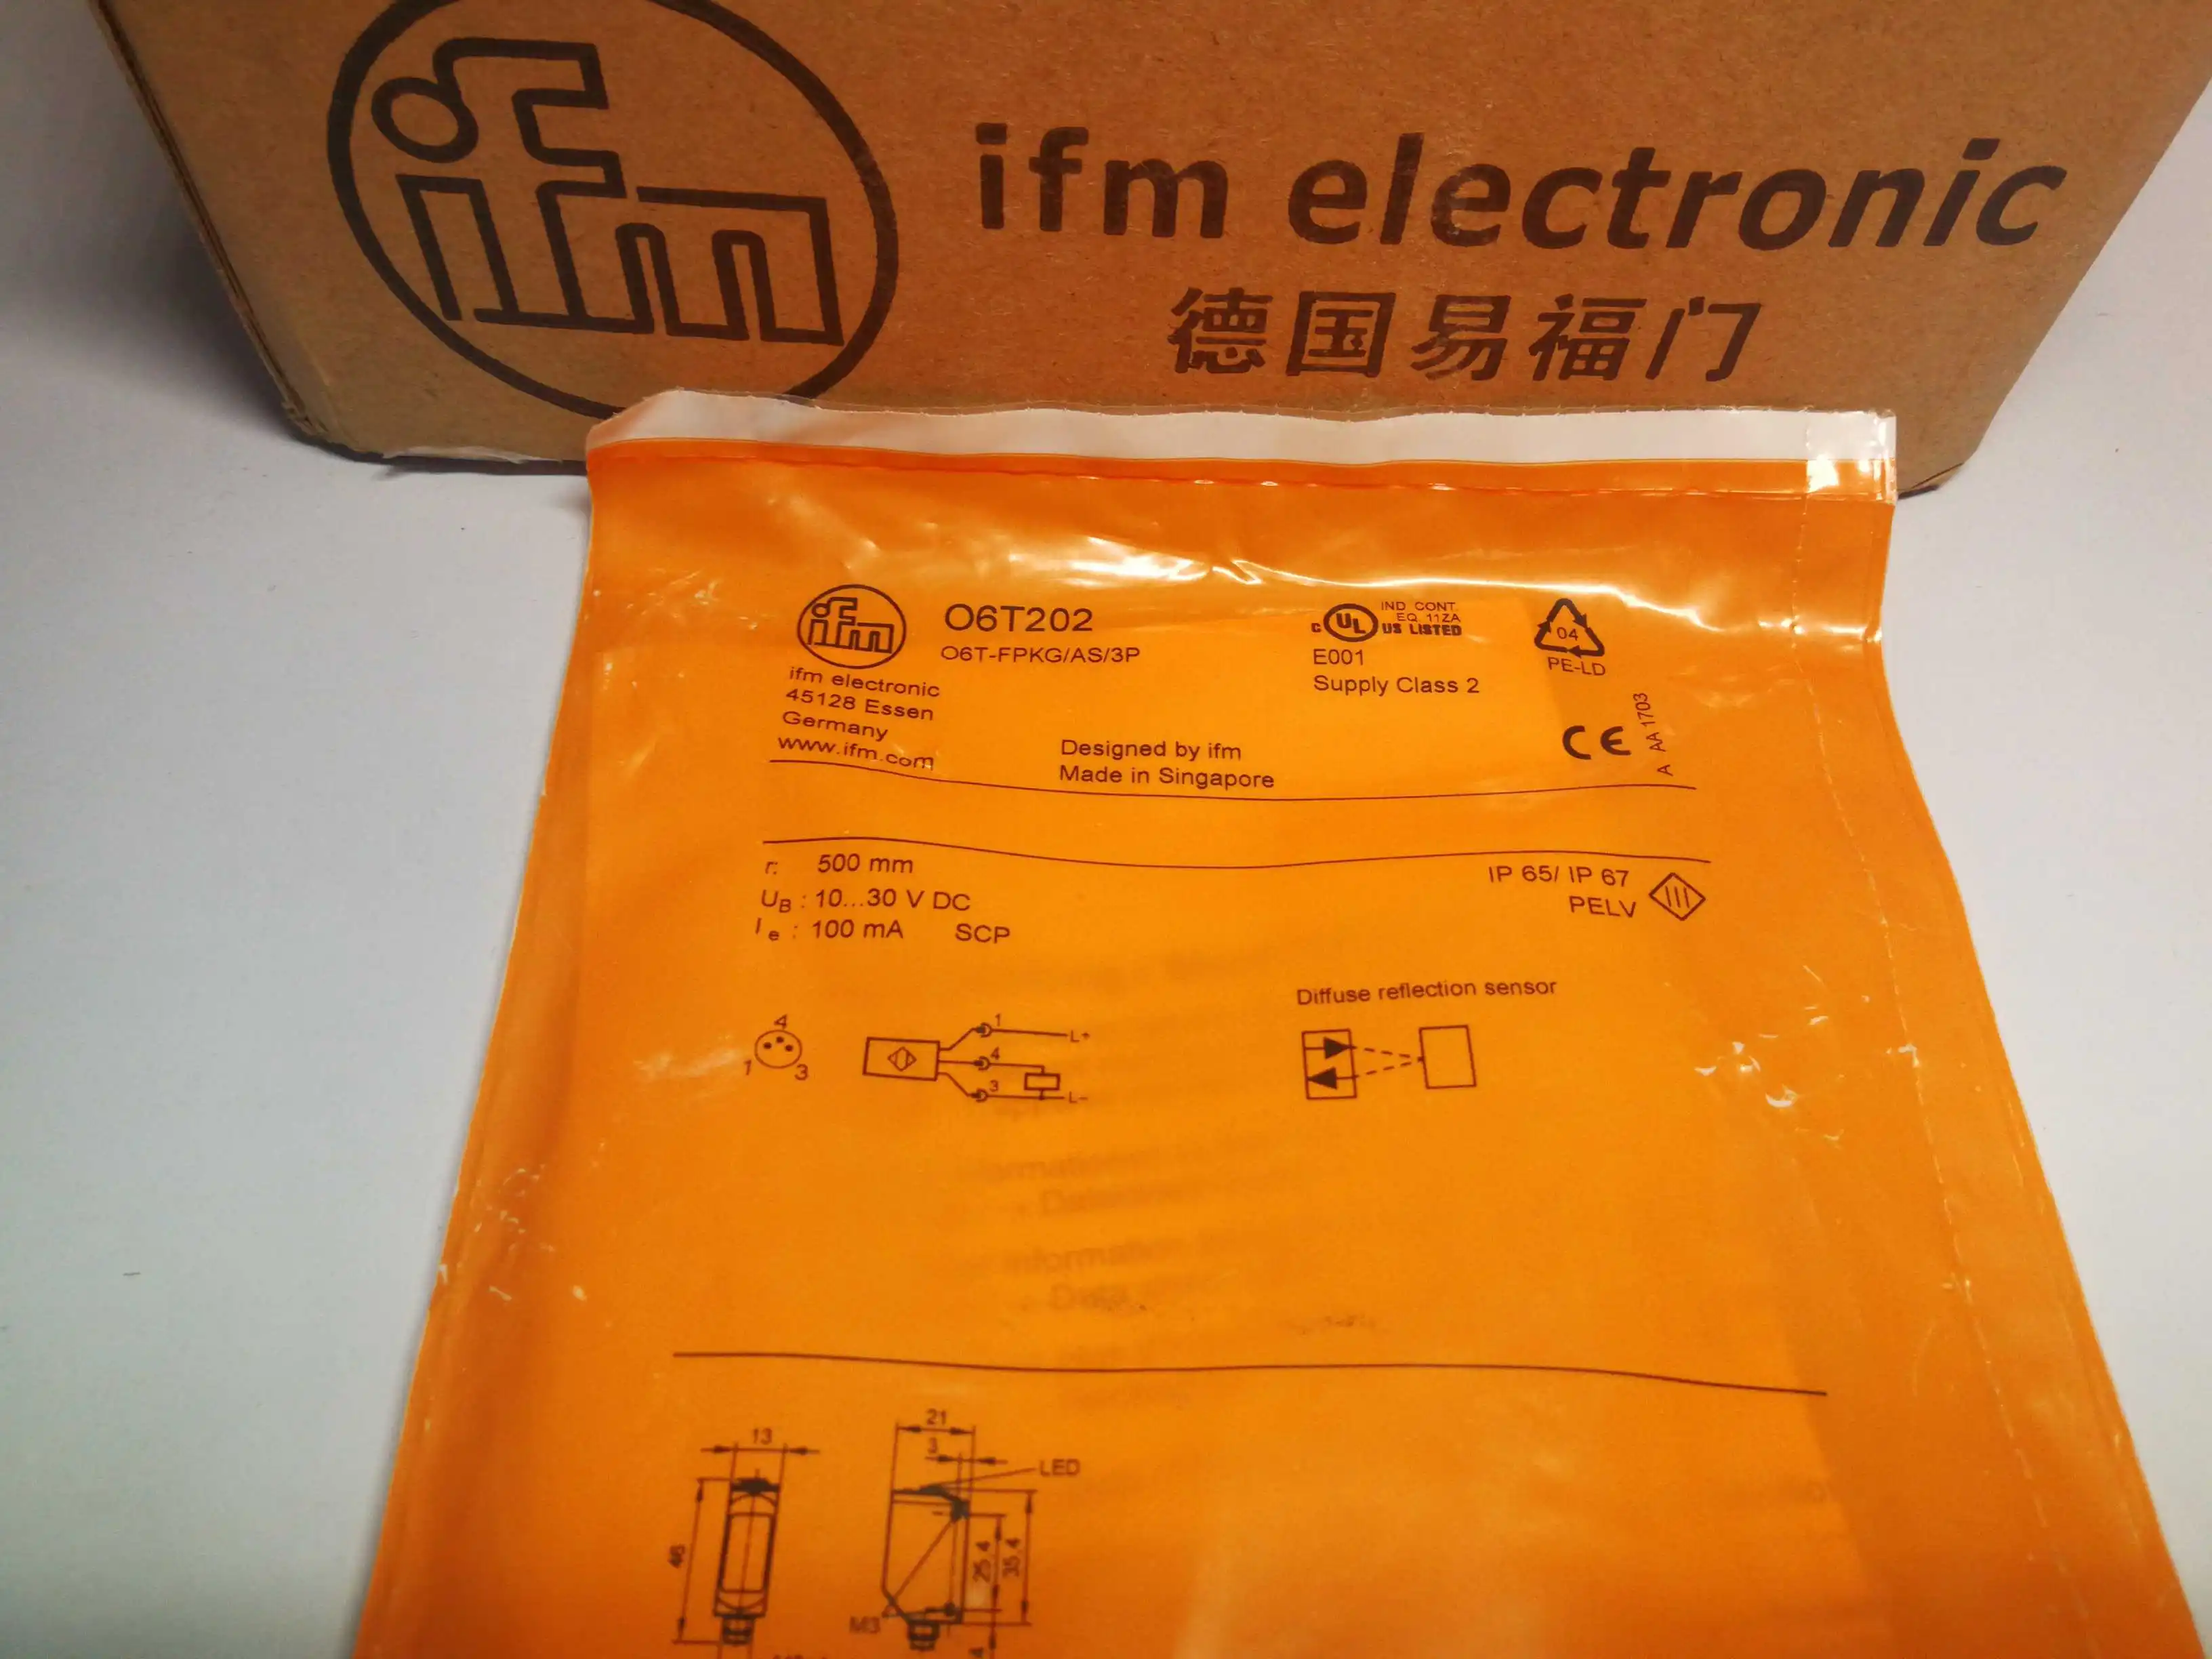 ifm
ifm electronic
德国易福门
ifm
O6T202
O6T-FPKG/AS/3P
ifm electronic
45128 Essen
Germany
www.ifm.com
Designed by ifm
Made in Singapore
c UL US LISTED
IND CONT.
EQ 11ZA
E001
Supply Class 2
04
PE-LD
CE
A AA 1703
r: 500 mm
UB : 10...30 V DC
Ie : 100 mA SCP
IP 65/ IP 67
PELV
Diffuse reflection sensor
4
1 3
1 L+
4
3 L-
13
46
21
3
LED
25.4
35.4
M3
4